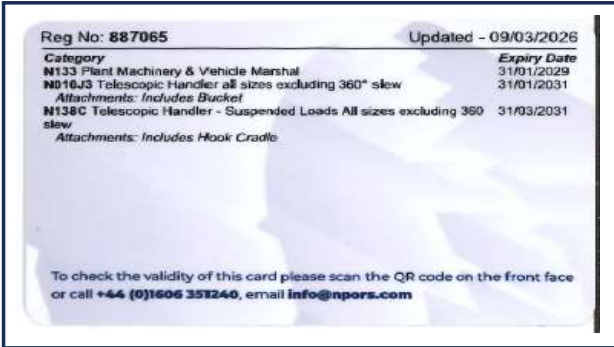 Reg No: 887065 Updated - 09/03/2026
Category Expiry Date
N133 Plant Machinery & Vehicle Marshal 31/01/2029
N010J3 Telescopic Handler all sizes excluding 360° slew 31/01/2031
Attachments: Includes Bucket
N138C Telescopic Handler - Suspended Loads All sizes excluding 360 31/03/2031
slew
Attachments: Includes Hook Cradle
To check the validity of this card please scan the QR code on the front face
or call +44 (0)1606 351240, email info@npors.com